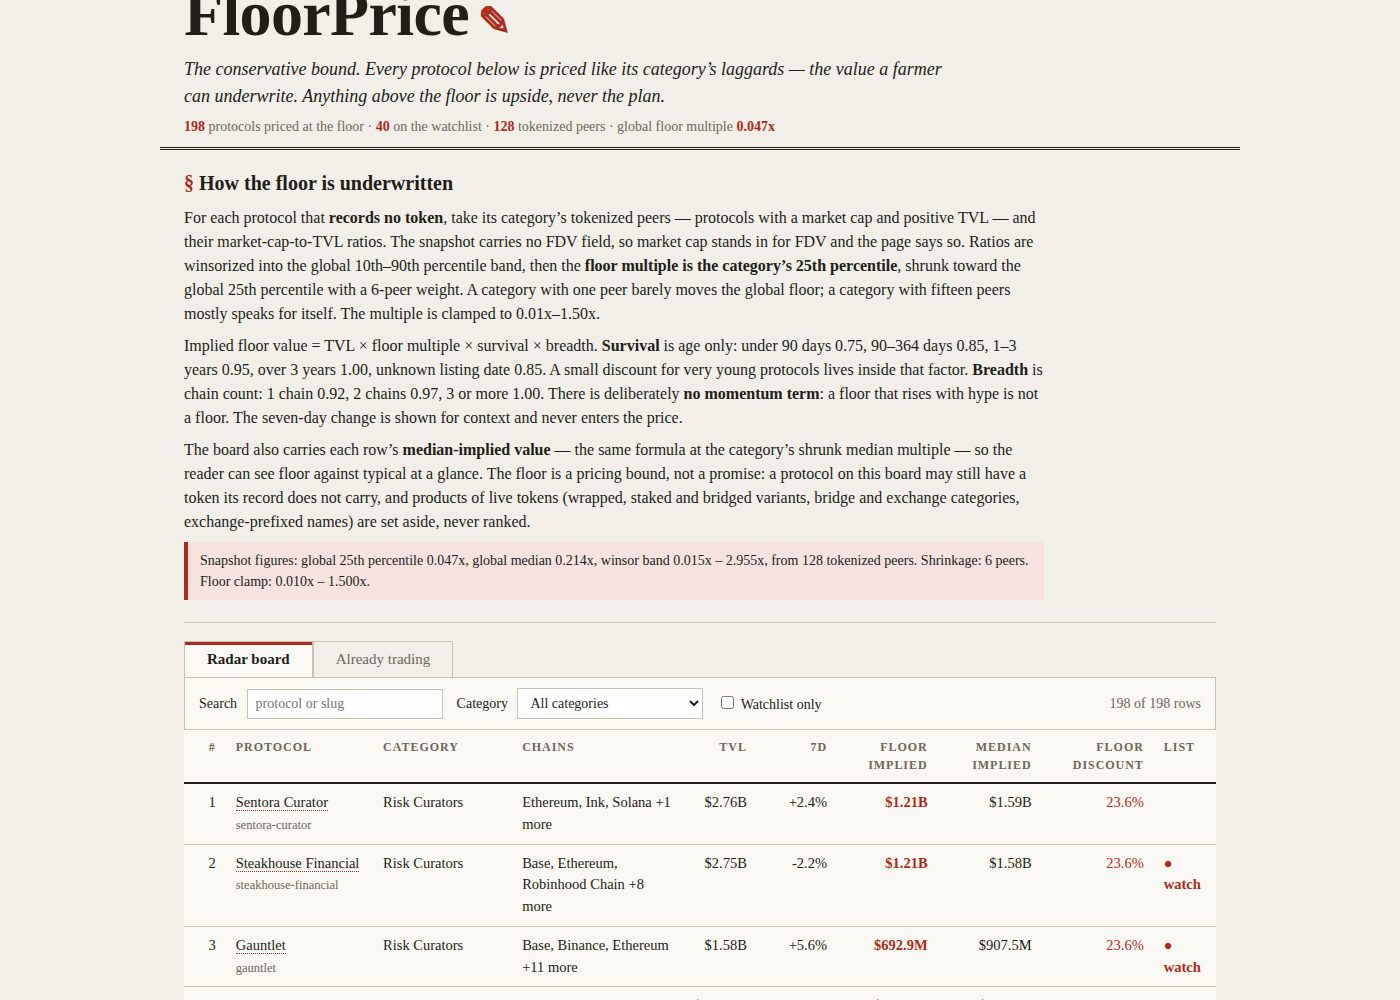 FloorPrice ✎
The conservative bound. Every protocol below is priced like its category’s laggards — the value a farmer
can underwrite. Anything above the floor is upside, never the plan.
198 protocols priced at the floor · 40 on the watchlist · 128 tokenized peers · global floor multiple 0.047x
§ How the floor is underwritten
For each protocol that records no token, take its category’s tokenized peers — protocols with a market cap and positive TVL — and
their market-cap-to-TVL ratios. The snapshot carries no FDV field, so market cap stands in for FDV and the page says so. Ratios are
winsorized into the global 10th–90th percentile band, then the floor multiple is the category’s 25th percentile, shrunk toward the
global 25th percentile with a 6-peer weight. A category with one peer barely moves the global floor; a category with fifteen peers
mostly speaks for itself. The multiple is clamped to 0.01x–1.50x.
Implied floor value = TVL × floor multiple × survival × breadth. Survival is age only: under 90 days 0.75, 90–364 days 0.85, 1–3
years 0.95, over 3 years 1.00, unknown listing date 0.85. A small discount for very young protocols lives inside that factor. Breadth is
chain count: 1 chain 0.92, 2 chains 0.97, 3 or more 1.00. There is deliberately no momentum term: a floor that rises with hype is not
a floor. The seven-day change is shown for context and never enters the price.
The board also carries each row’s median-implied value — the same formula at the category’s shrunk median multiple — so the
reader can see floor against typical at a glance. The floor is a pricing bound, not a promise: a protocol on this board may still have a
token its record does not carry, and products of live tokens (wrapped, staked and bridged variants, bridge and exchange categories,
exchange-prefixed names) are set aside, never ranked.
Snapshot figures: global 25th percentile 0.047x, global median 0.214x, winsor band 0.015x – 2.955x, from 128 tokenized peers. Shrinkage: 6 peers.
Floor clamp: 0.010x – 1.500x.
Radar board Already trading
Search protocol or slug Category All categories Watchlist only 198 of 198 rows
# PROTOCOL CATEGORY CHAINS TVL 7D FLOOR MEDIAN FLOOR LIST
IMPLIED IMPLIED DISCOUNT
1 Sentora Curator Risk Curators Ethereum, Ink, Solana +1 $2.76B +2.4% $1.21B $1.59B 23.6%
sentora-curator more
2 Steakhouse Financial Risk Curators Base, Ethereum, $2.75B -2.2% $1.21B $1.58B 23.6% ●
steakhouse-financial Robinhood Chain +8 watch
more
3 Gauntlet Risk Curators Base, Binance, Ethereum $1.58B +5.6% $692.9M $907.5M 23.6% ●
gauntlet +11 more watch